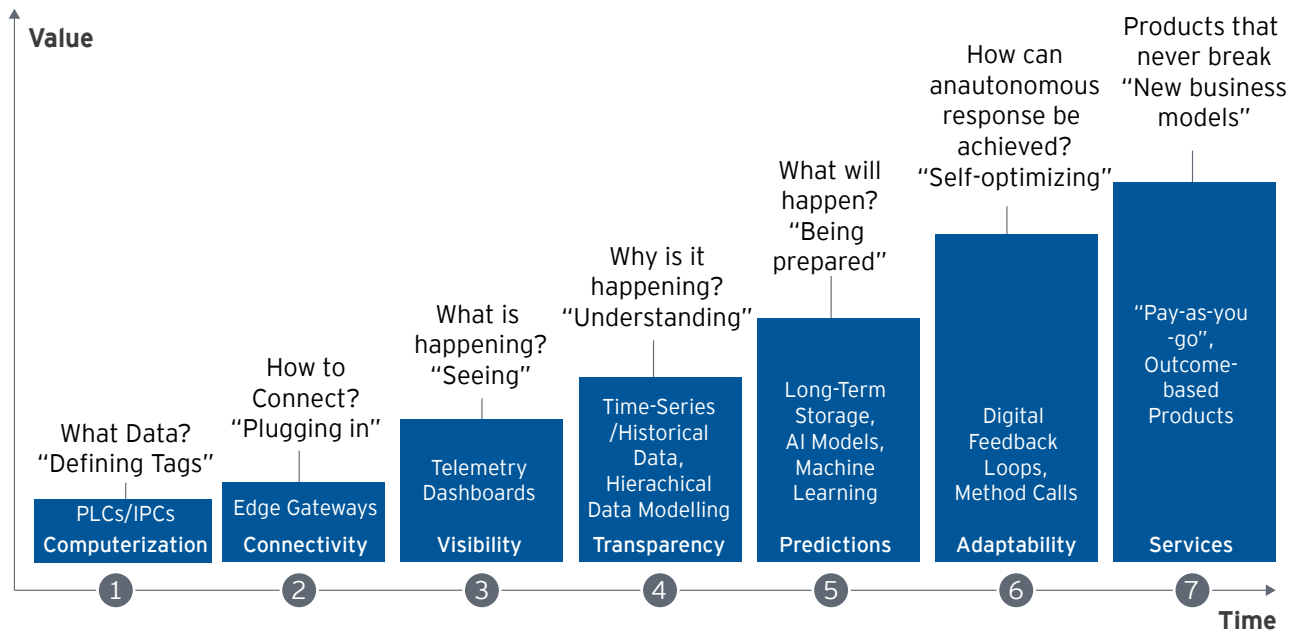 Value
What Data?
“Defining Tags”
PLCs/IPCs
Computerization
1
How to
Connect?
“Plugging in”
Edge Gateways
Connectivity
2
What is
happening?
“Seeing”
Telemetry
Dashboards
Visibility
3
Why is it
happening?
“Understanding”
Time-Series
/Historical
Data,
Hierachical
Data Modelling
Transparency
4
What will
happen?
“Being
prepared”
Long-Term
Storage,
AI Models,
Machine
Learning
Predictions
5
How can
anautonomous
response be
achieved?
“Self-optimizing”
Digital
Feedback
Loops,
Method Calls
Adaptability
6
Products that
never break
“New business
models”
“Pay-as-you
-go”,
Outcome-
based
Products
Services
7
Time